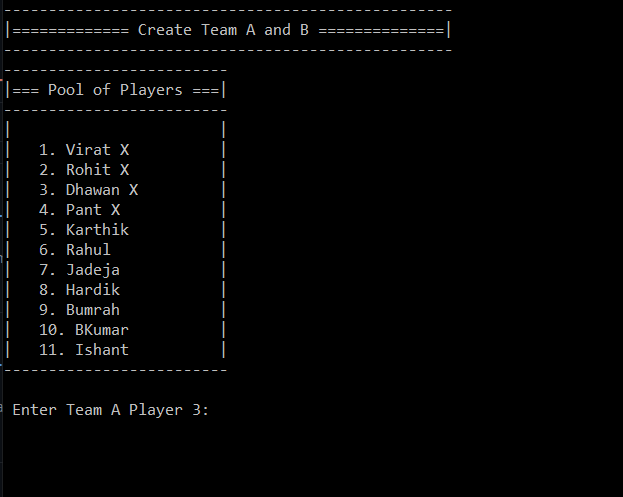 --------------------------------------------------
|============= Create Team A and B ==============|
--------------------------------------------------
-------------------------
|=== Pool of Players ===|
-------------------------
|                       |
|   1. Virat X          |
|   2. Rohit X          |
|   3. Dhawan X         |
|   4. Pant X           |
|   5. Karthik          |
|   6. Rahul            |
|   7. Jadeja           |
|   8. Hardik           |
|   9. Bumrah           |
|   10. BKumar          |
|   11. Ishant          |
-------------------------
Enter Team A Player 3: